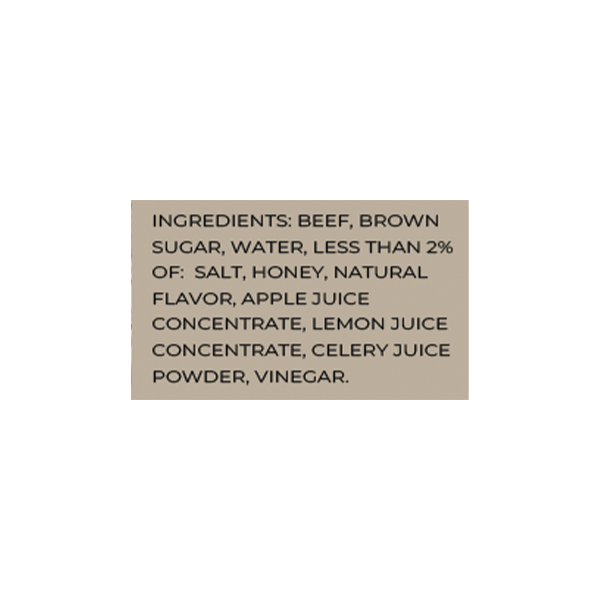 INGREDIENTS: BEEF, BROWN
SUGAR, WATER, LESS THAN 2%
OF:  SALT, HONEY, NATURAL
FLAVOR, APPLE JUICE
CONCENTRATE, LEMON JUICE
CONCENTRATE, CELERY JUICE
POWDER, VINEGAR.